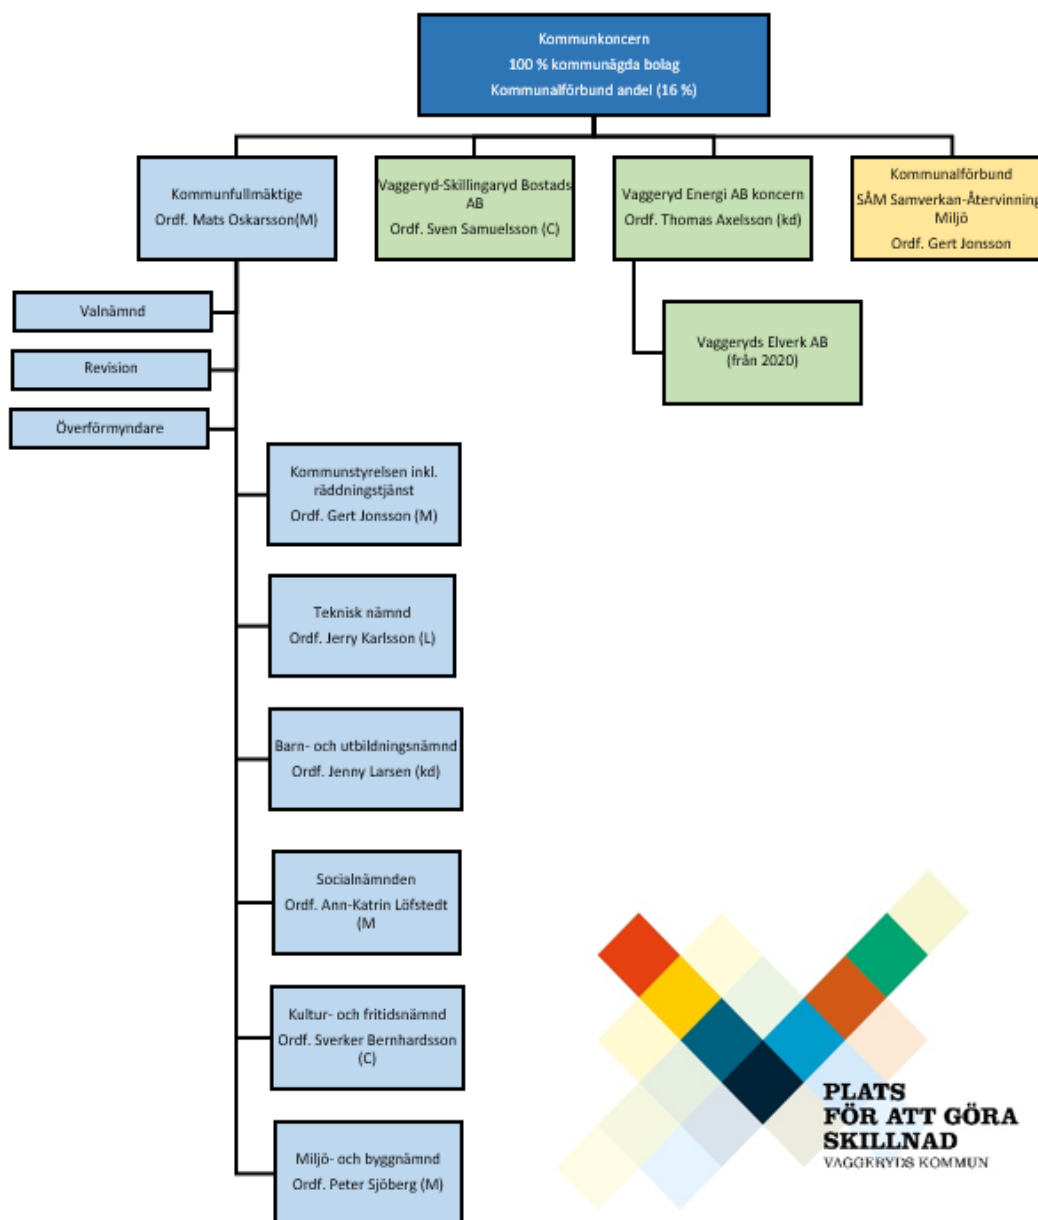 Kommunkoncern
100 % kommunägda bolag
Kommunalförbund andel (16 %)
Kommunfullmäktige
Ordf. Mats Oskarsson(M)
Vaggeryd-Skillingaryd Bostads
AB
Ordf. Sven Samuelsson (C)
Vaggeryd Energi AB koncern
Ordf. Thomas Axelsson (kd)
Kommunalförbund
SÅM Samverkan-Återvinning
Miljö
Ordf. Gert Jonsson
Vaggeryds Elverk AB
(från 2020)
Valnämnd
Revision
Överförmyndare
Kommunstyrelsen inkl.
räddningstjänst
Ordf. Gert Jonsson (M)
Teknisk nämnd
Ordf. Jerry Karlsson (L)
Barn- och utbildningsnämnd
Ordf. Jenny Larsen (kd)
Socialnämnden
Ordf. Ann-Katrin Löfstedt
(M
Kultur- och fritidsnämnd
Ordf. Sverker Bernhardsson
(C)
Miljö- och byggnämnd
Ordf. Peter Sjöberg (M)
PLATS
FÖR ATT GÖRA
SKILLNAD
VAGGERYDS KOMMUN